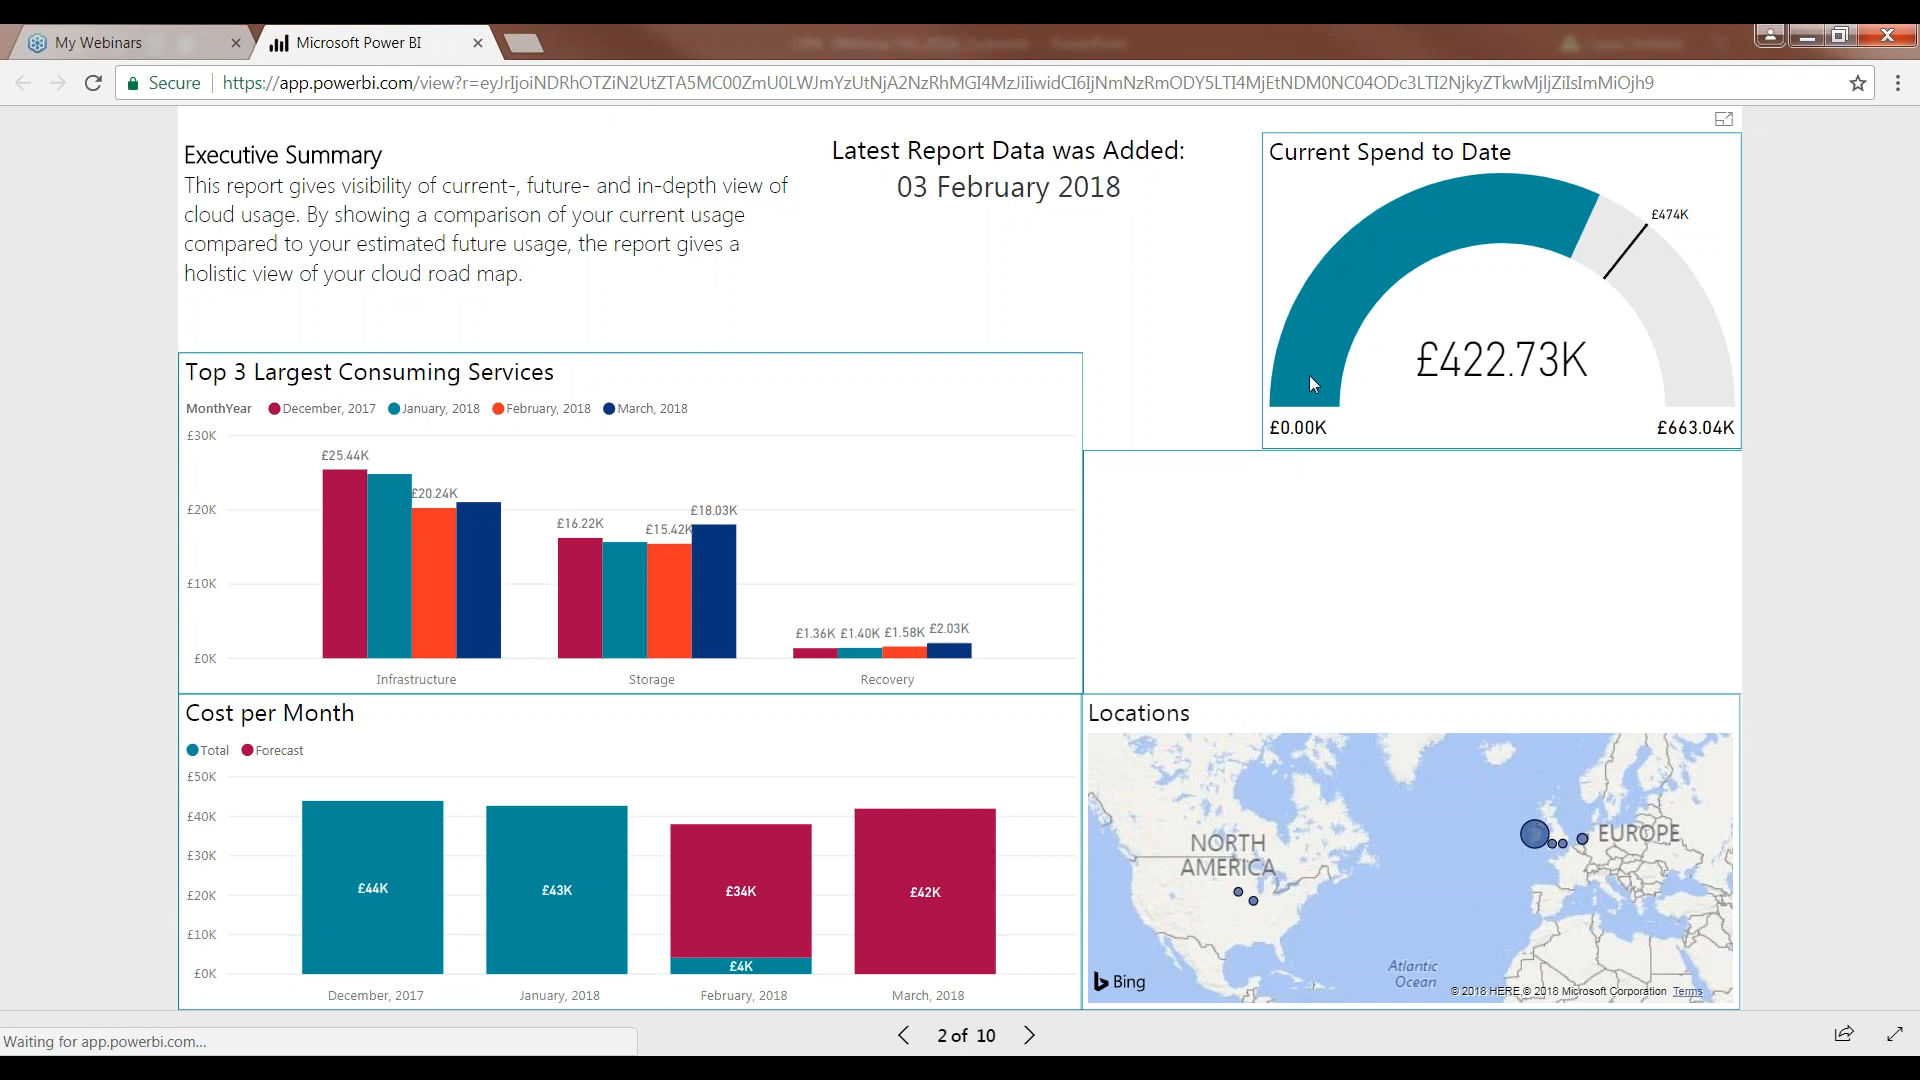 My Webinars
Microsoft Power BI
Secure
https://app.powerbi.com/view?r=eyJrIjoiNDRhOTZiN2UtZTA5MC00ZmU0LWJmYzUtNjA2NzRhMGI4MzJiIiwidCI6IjNmNzRmODY5LTI4MjEtNDM0NC04ODc3LTI2NjkyZTkwMjljZiIsImMiOjh9
Executive Summary
This report gives visibility of current-, future- and in-depth view of
cloud usage. By showing a comparison of your current usage
compared to your estimated future usage, the report gives a
holistic view of your cloud road map.
Latest Report Data was Added:
03 February 2018
Current Spend to Date
£474K
£422.73K
£0.00K £663.04K
Top 3 Largest Consuming Services
MonthYear December, 2017 January, 2018 February, 2018 March, 2018
£30K
£25.44K
£20.24K
£20K
£16.22K
£15.42K
£18.03K
£10K
£1.36K £1.40K £1.58K £2.03K
£0K
Infrastructure Storage Recovery
Cost per Month
Total Forecast
£50K
£40K
£30K
£20K
£10K
£0K
£44K £43K £34K £42K
£4K
December, 2017 January, 2018 February, 2018 March, 2018
Locations
NORTH
AMERICA
EUROPE
Atlantic
Ocean
Bing
© 2018 HERE © 2018 Microsoft Corporation Terms
Waiting for app.powerbi.com...
2 of 10